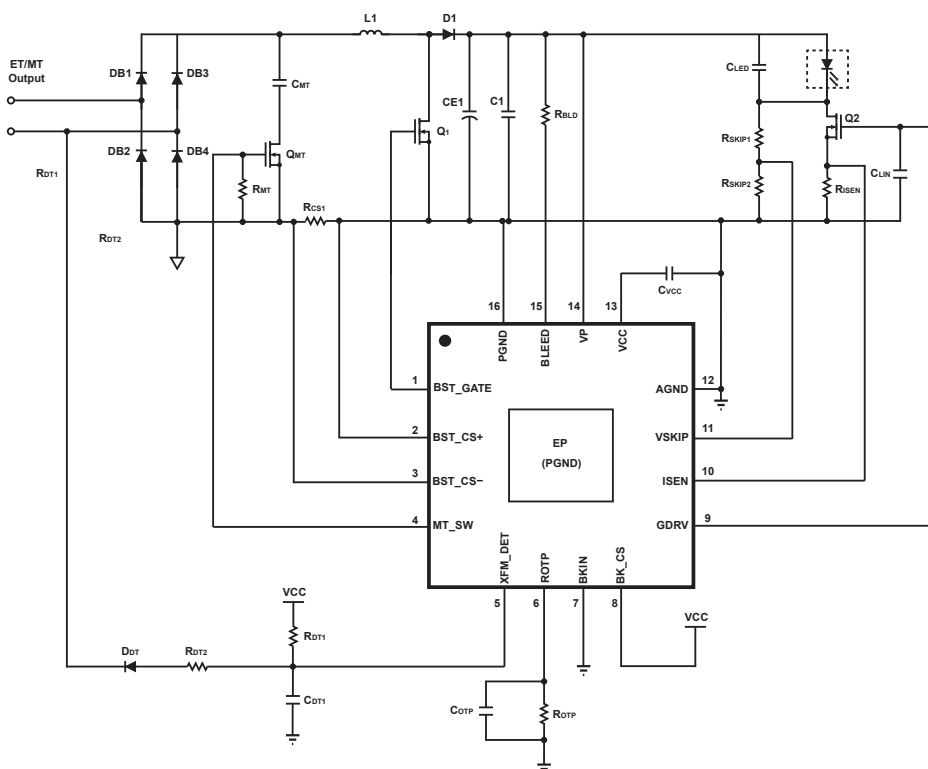 L1
D1
ET/MT
Output
DB1
DB3
CMT
CE1
C1
RBLD
CLED
Q1
Q2
DB2
DB4
QMT
RSKIP1
RDT1
RMT
RSKIP2
RISEN
CLIN
RCS1
RDT2
CVCC
16
15
14
13
PGND
BLEED
VP
VCC
1
BST_GATE
AGND
12
2
BST_CS+
EP
(PGND)
VSKIP
11
3
BST_CS−
ISEN
10
4
MT_SW
GDRV
9
XFM_DET
ROTP
BKIN
BK_CS
5
6
7
8
VCC
VCC
RDT1
DDT
RDT2
CDT1
COTP
ROTP